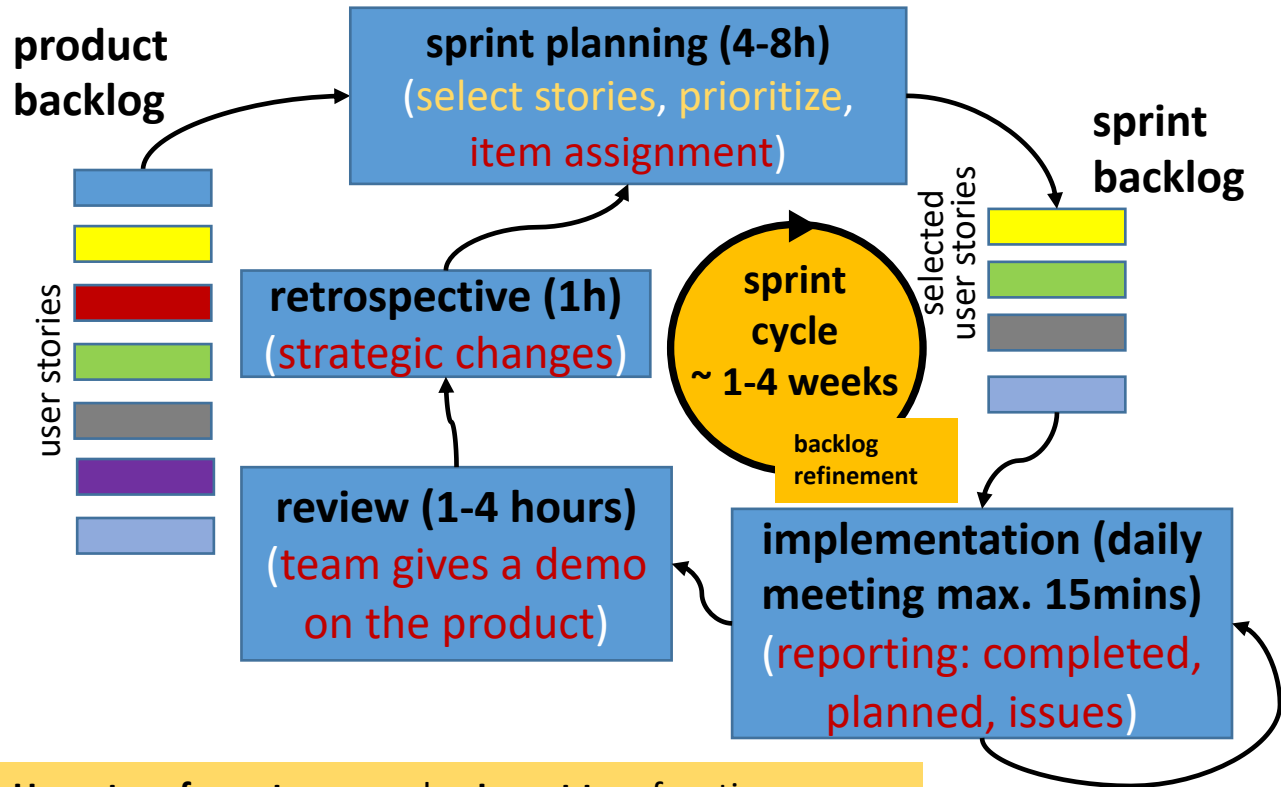 product
backlog
sprint planning (4-8h)
(select stories, prioritize,
item assignment)
sprint
backlog
user stories
selected
user stories
retrospective (1h)
(strategic changes)
sprint
cycle
~ 1-4 weeks
backlog
refinement
review (1-4 hours)
(team gives a demo
on the product)
implementation (daily
meeting max. 15mins)
(reporting: completed,
planned, issues)